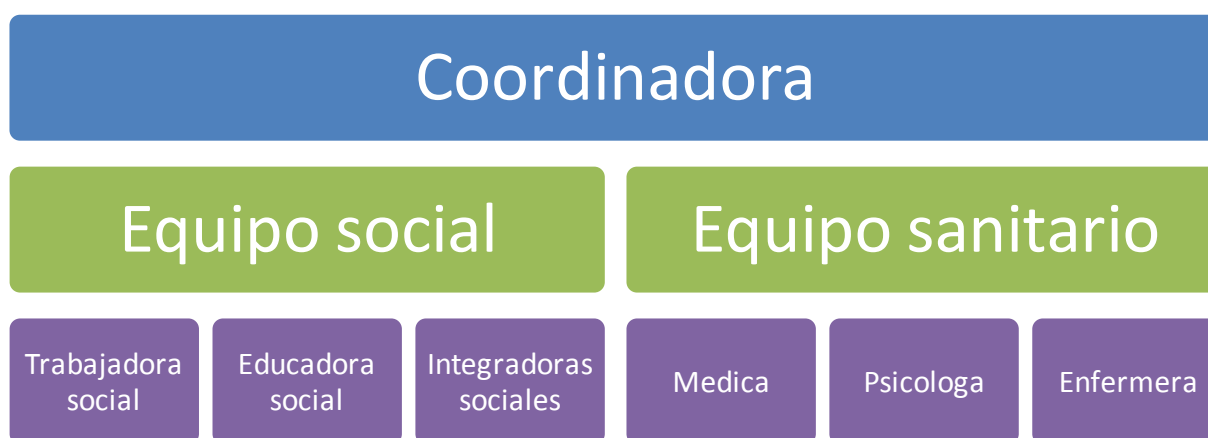 Coordinadora
Equipo social
Equipo sanitario
Trabajadora
social
Educadora
social
Integradoras
sociales
Medica
Psicologa
Enfermera